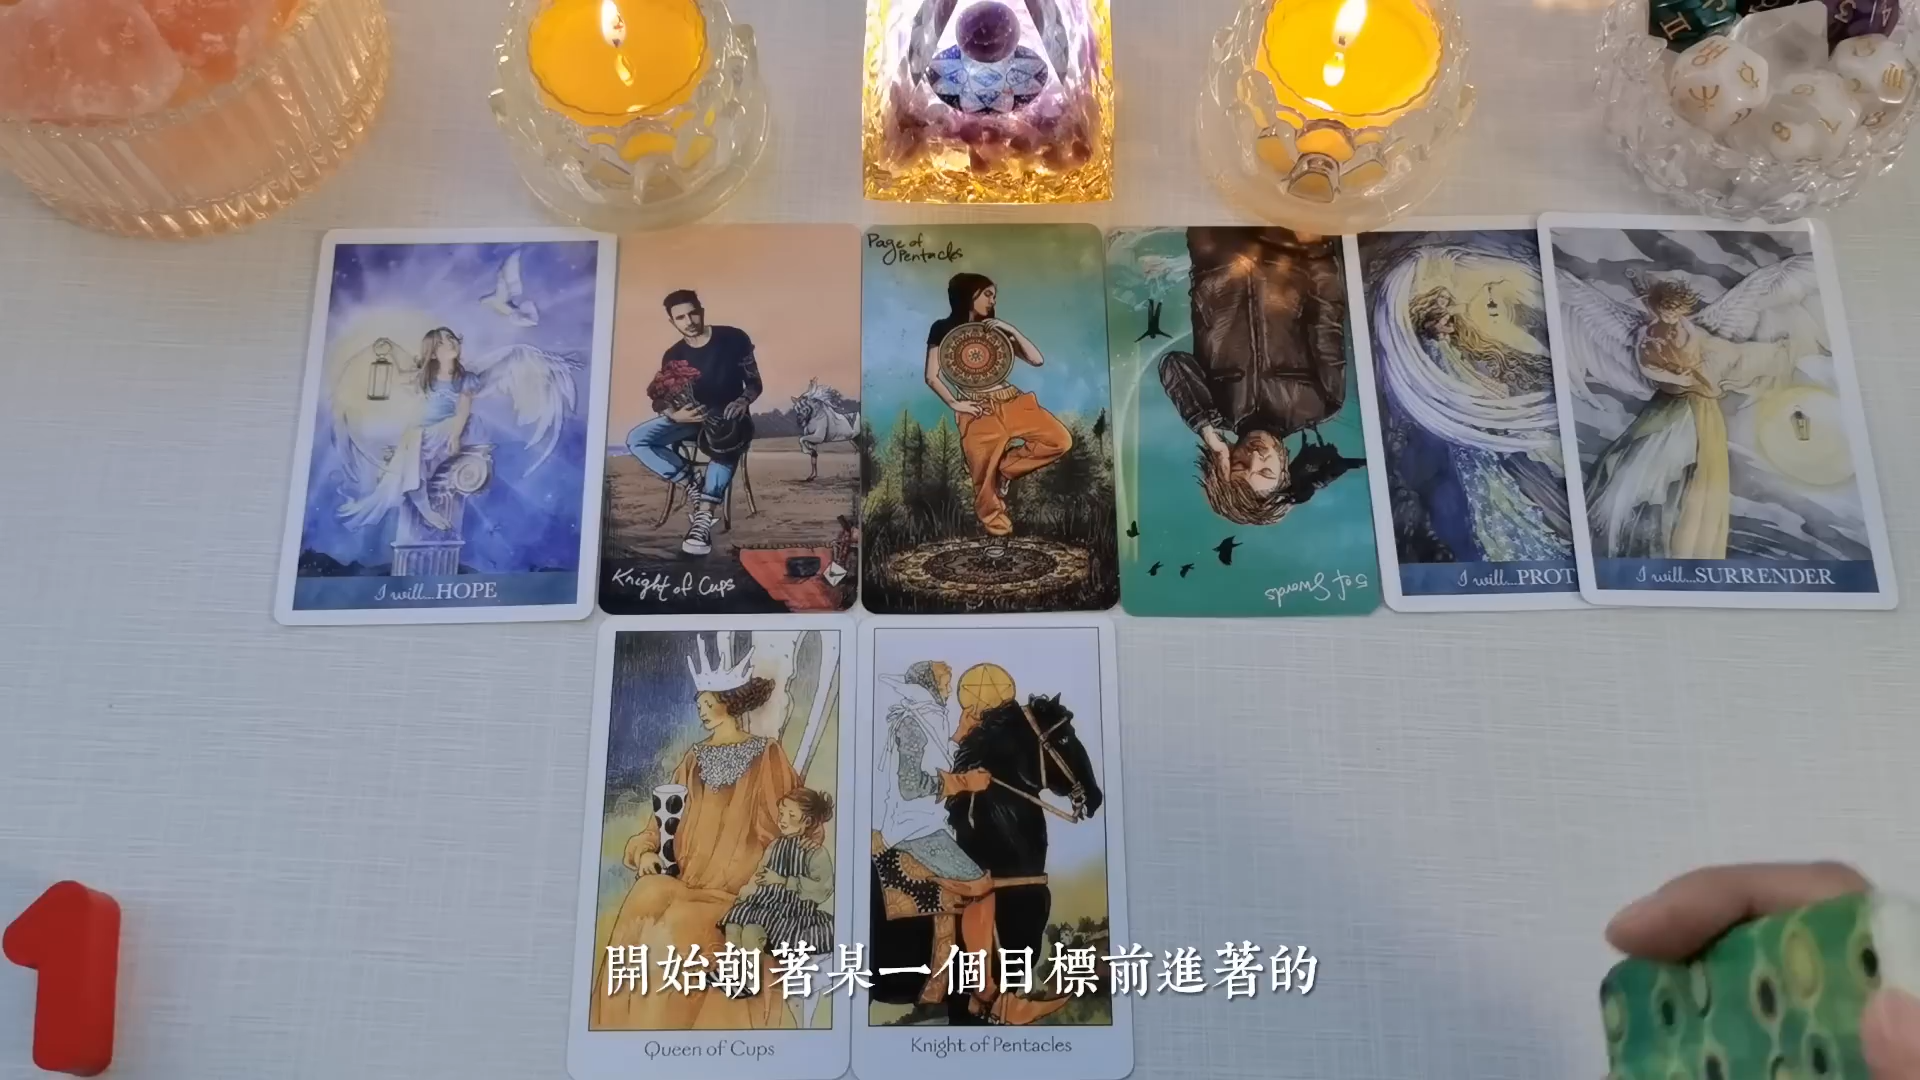 Page of
Pentacles
I will...HOPE
Knight of Cups
5 of Swords
I will...PROT
I will...SURRENDER
1
開始朝著某一個目標前進著的
Queen of Cups
Knight of Pentacles